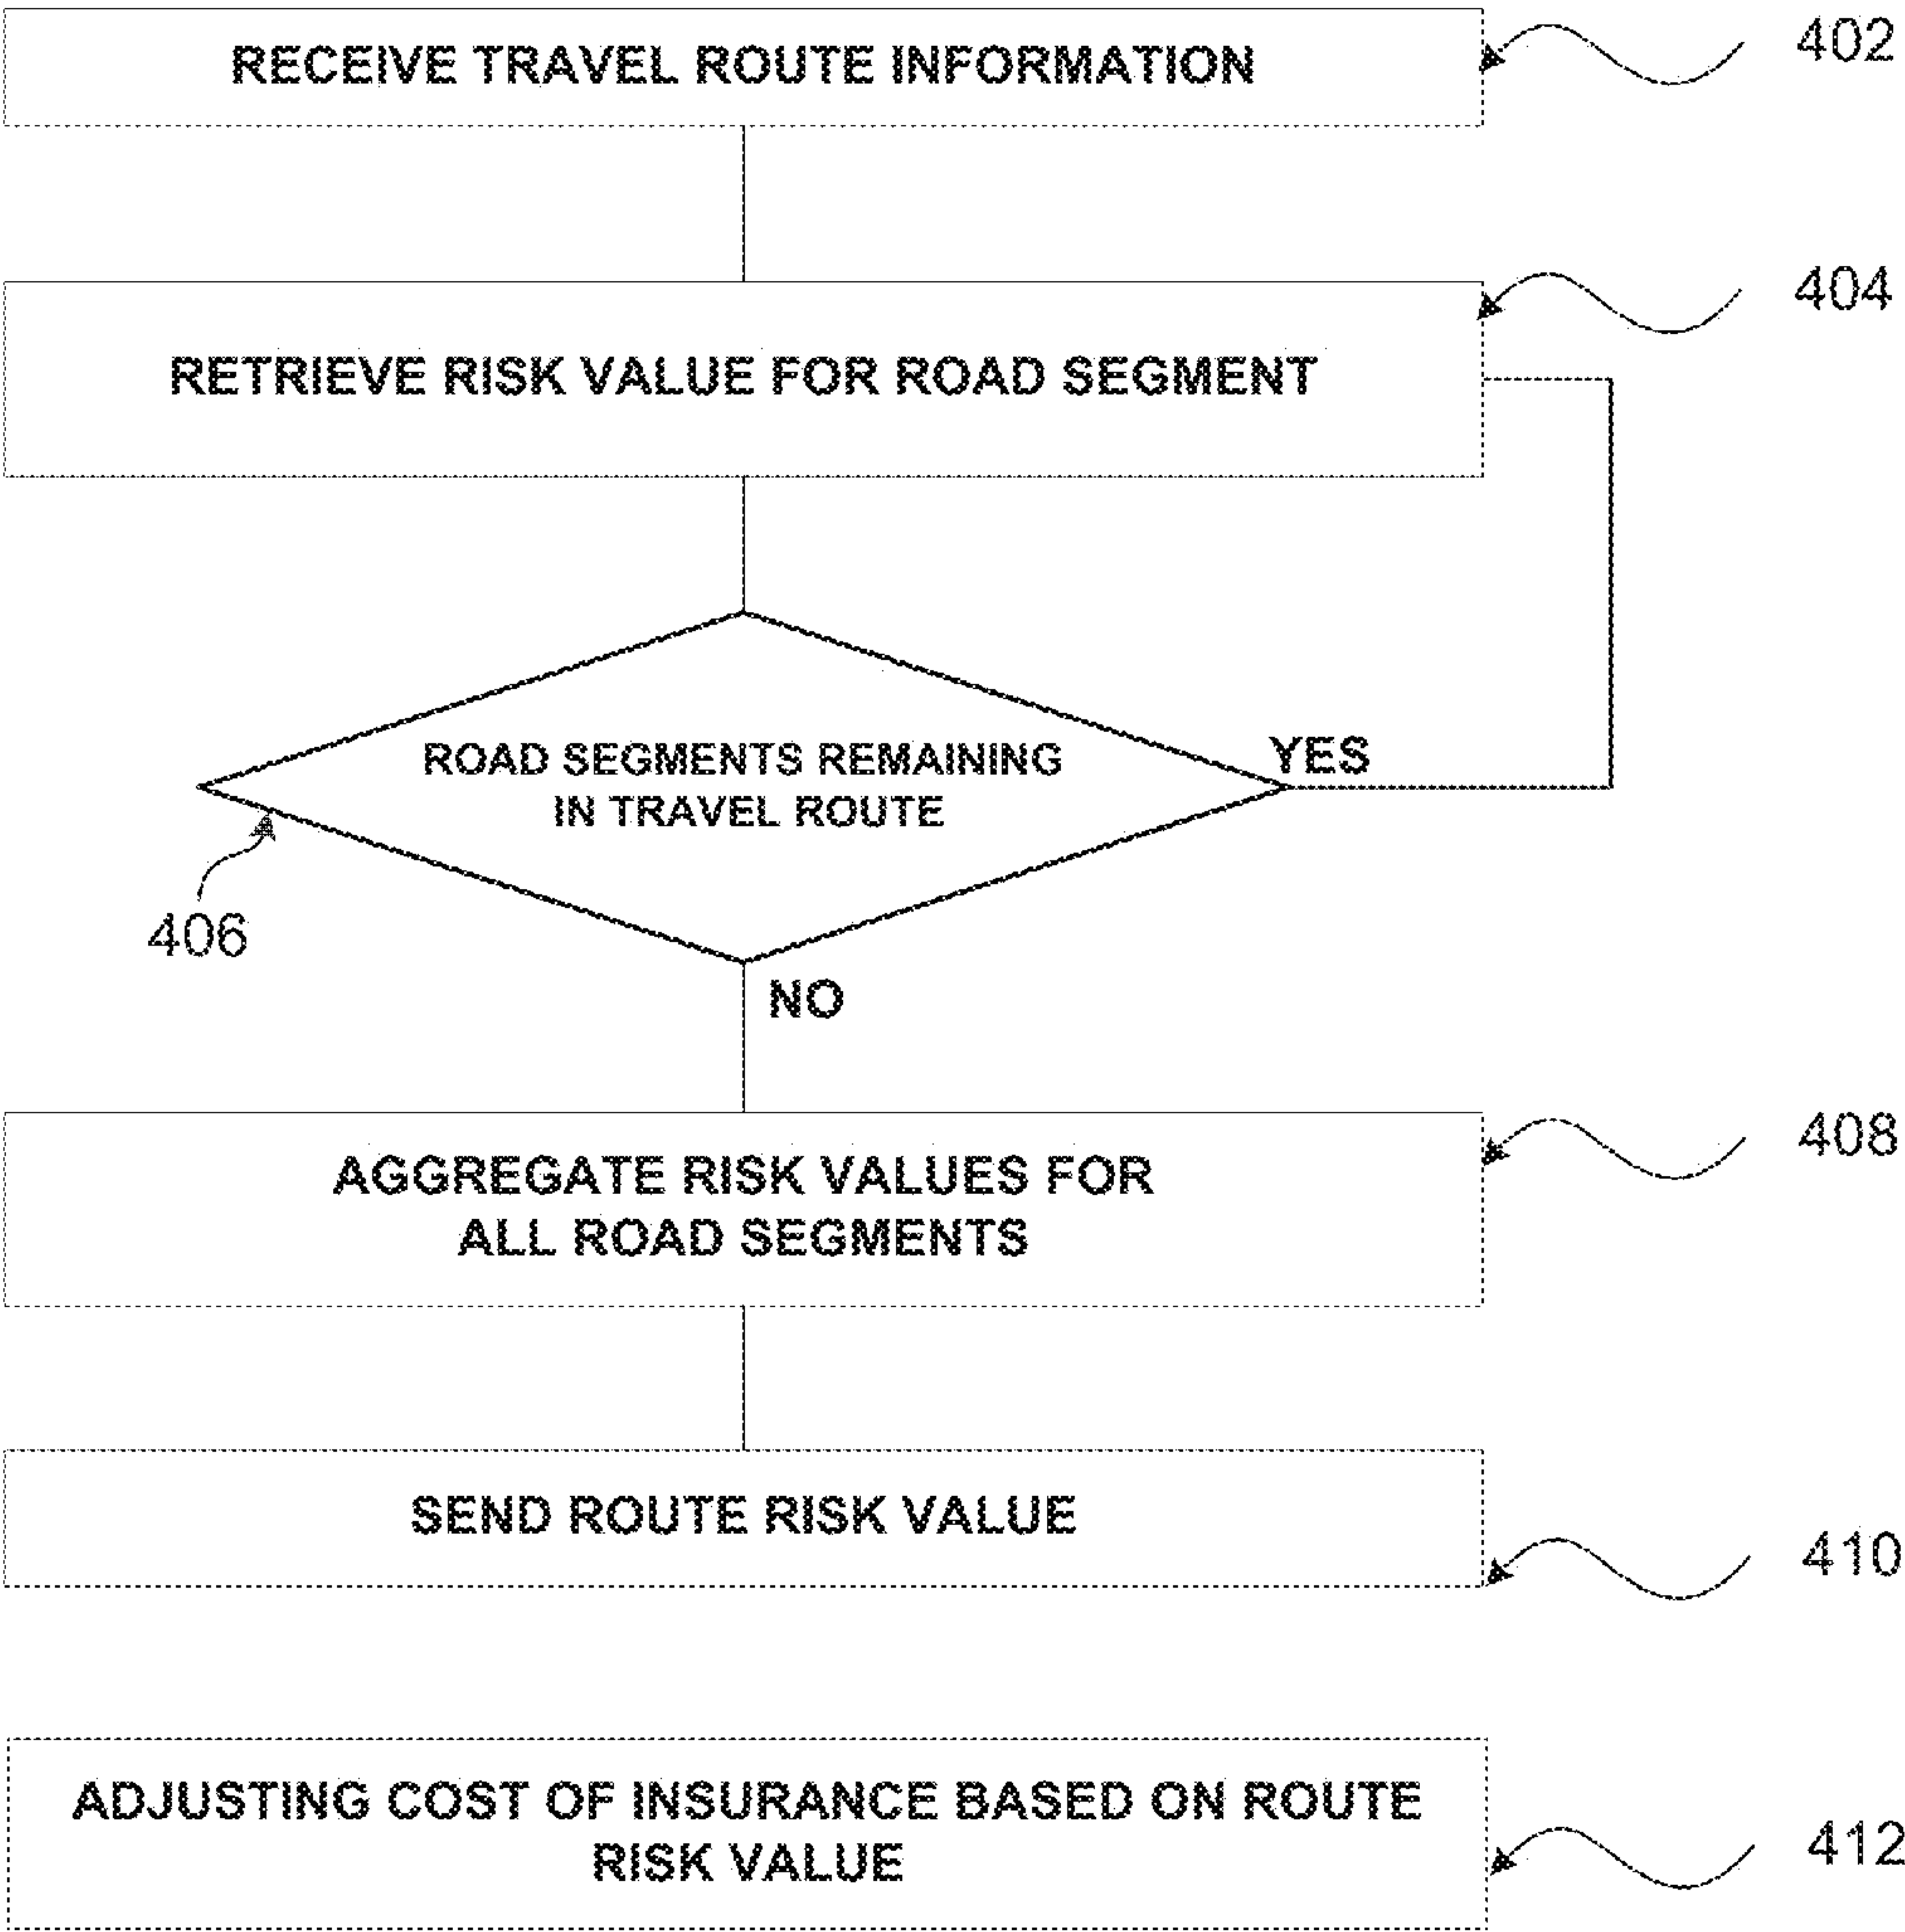 RECEIVE TRAVEL ROUTE INFORMATION
402
RETRIEVE RISK VALUE FOR ROAD SEGMENT
404
ROAD SEGMENTS REMAINING
IN TRAVEL ROUTE
YES
406
NO
AGGREGATE RISK VALUES FOR
ALL ROAD SEGMENTS
408
SEND ROUTE RISK VALUE
410
ADJUSTING COST OF INSURANCE BASED ON ROUTE
RISK VALUE
412